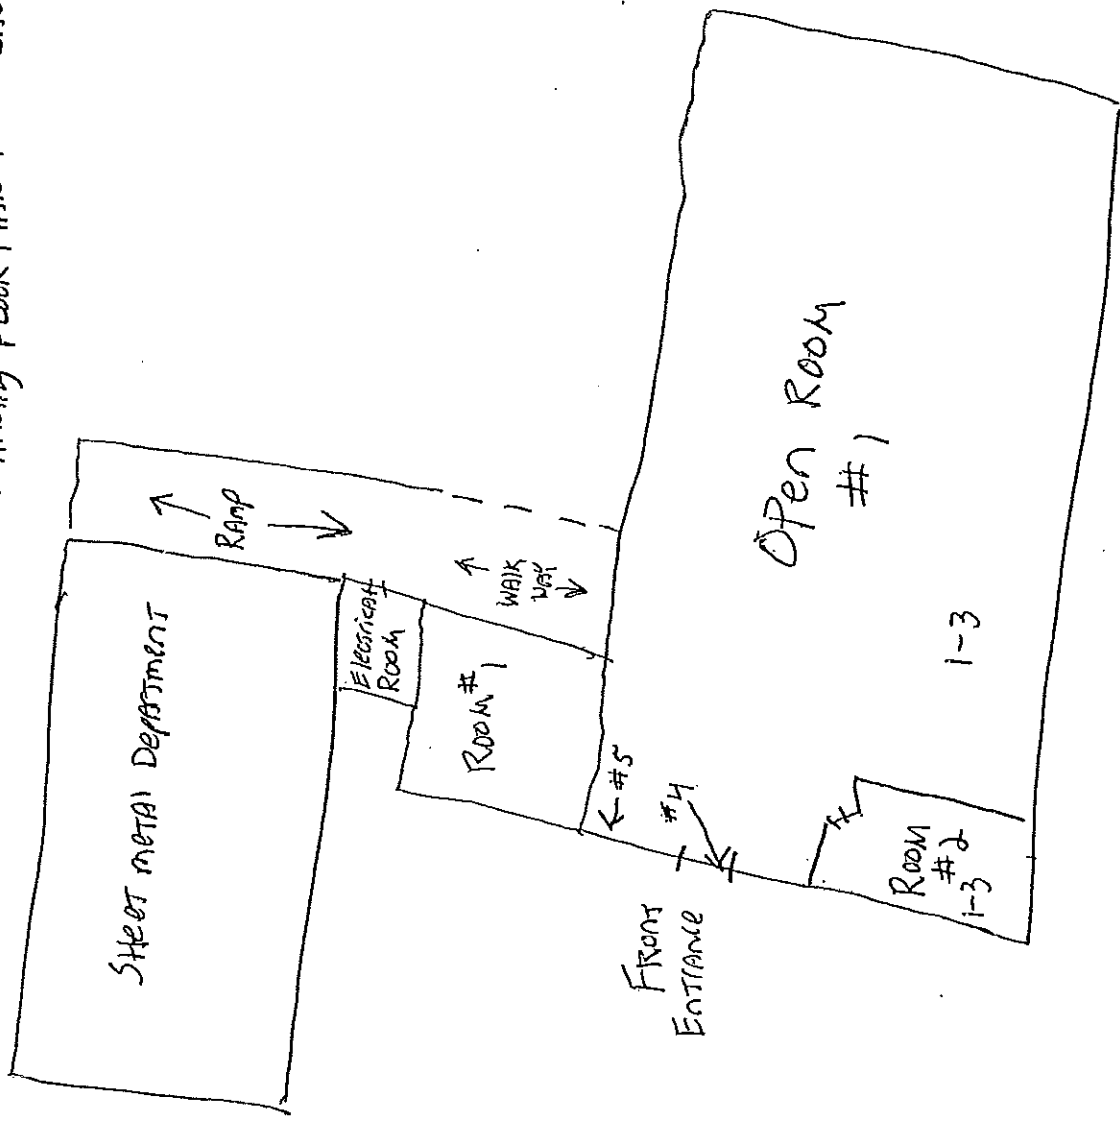 FLOOR
SHeeT meTAl DepArTmenT
RAmp
ElecTricAl
Room
Room #1
WAlk
WAY
#5
FRonT
EnTrAnce
#4
OPen Room
#1
Room
#2
1-3
1-3